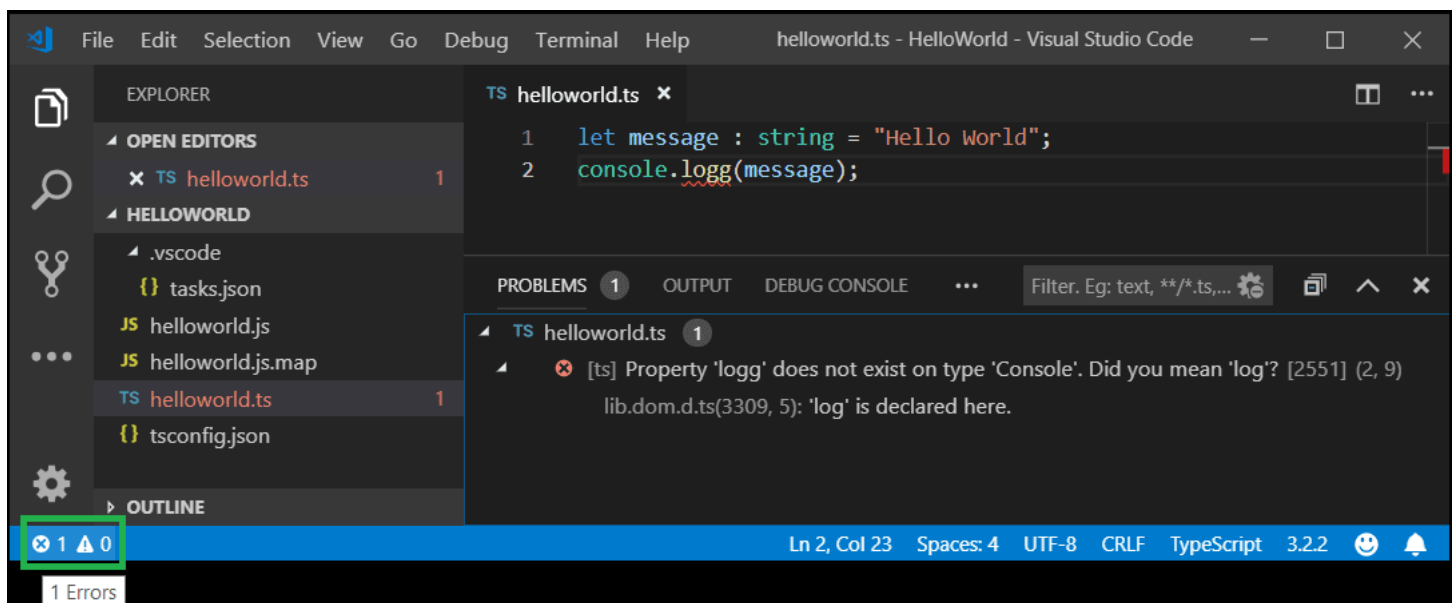 File Edit Selection View Go Debug Terminal Help helloworld.ts - HelloWorld - Visual Studio Code
EXPLORER
OPEN EDITORS
TS helloworld.ts 1
HELLOWORLD
.vscode
{} tasks.json
JS helloworld.js
JS helloworld.js.map
TS helloworld.ts 1
{} tsconfig.json
OUTLINE
TS helloworld.ts
1 let message : string = "Hello World";
2 console.logg(message);
PROBLEMS 1 OUTPUT DEBUG CONSOLE ... Filter. Eg: text, **/*.ts,...
TS helloworld.ts 1
[ts] Property 'logg' does not exist on type 'Console'. Did you mean 'log'? [2551] (2, 9)
lib.dom.d.ts(3309, 5): 'log' is declared here.
1 0 Ln 2, Col 23 Spaces: 4 UTF-8 CRLF TypeScript 3.2.2
1 Errors